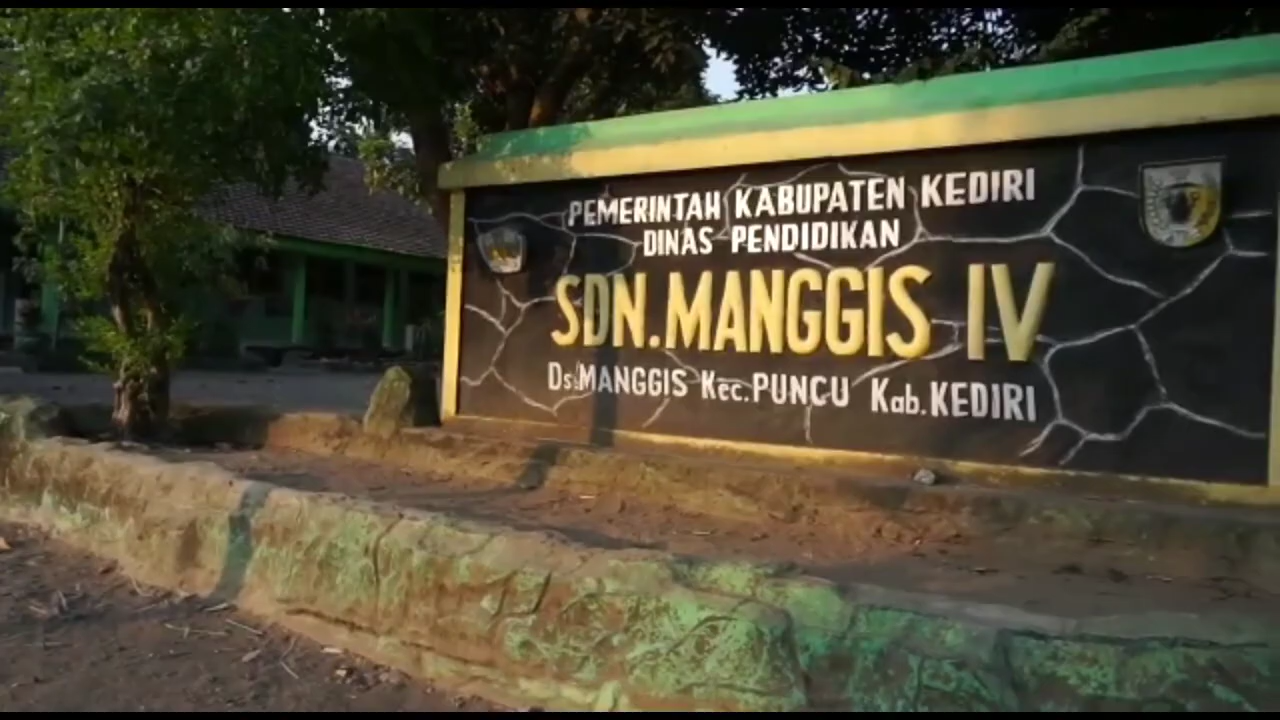 PEMERINTAH KABUPATEN KEDIRI
DINAS PENDIDIKAN
SDN.MANGGIS IV
Ds.MANGGIS Kec.PUNCU Kab.KEDIRI